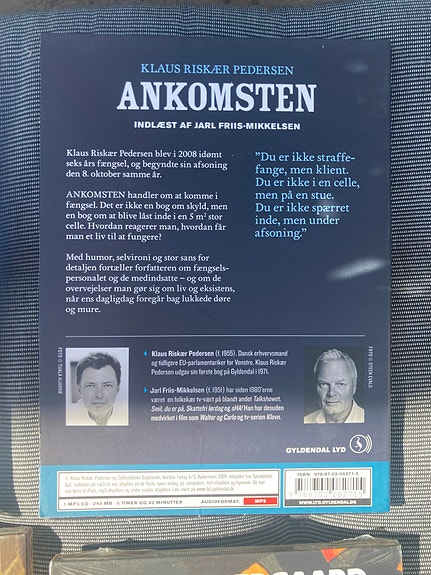 KLAUS RISKÆR PEDERSEN
ANKOMSTEN
INDLÆST AF JARL FRIIS-MIKKELSEN
Klaus Riskær Pedersen blev i 2008 idømt
seks års fængsel, og begyndte sin afsoning
den 8. oktober samme år.
ANKOMSTEN handler om at komme i
fængsel. Det er ikke en bog om skyld, men
en bog om at blive låst inde i en 5 m² stor
celle. Hvordan reagerer man, hvordan får
man et liv til at fungere?
Med humor, selvironi og stor sans for
detaljen fortæller forfatteren om fængsels-
personalet og de medindsatte – og om de
overvejelser man gør sig om liv og eksistens,
når ens dagligdag foregår bag lukkede døre
og mure.
”Du er ikke straffe-
fange, men klient.
Du er ikke i en celle,
men på en stue.
Du er ikke spærret
inde, men under
afsoning.”
Klaus Riskær Pedersen (f. 1955). Dansk erhvervsmand
og tidligere EU-parlamentariker for Venstre. Klaus Riskær
Pedersen udgav sin første bog på Gyldendal i 1971.
Jarl Friis-Mikkelsen (f. 1951) har siden 1980'erne
været en folkekær tv-vært på blandt andet Talkshowet,
Smil, du er på, Skattefri lørdag og aHA! Han har desuden
medvirket i film som Walter og Carlo og tv-serien Klovn.
GYLDENDAL LYD
1 MP3-CD · 240 MB · 5 TIMER OG 42 MINUTTER
AUDIOFORMAT: MP3
ISBN: 978-87-02-08271-5
WWW.GYLDENDAL.DK